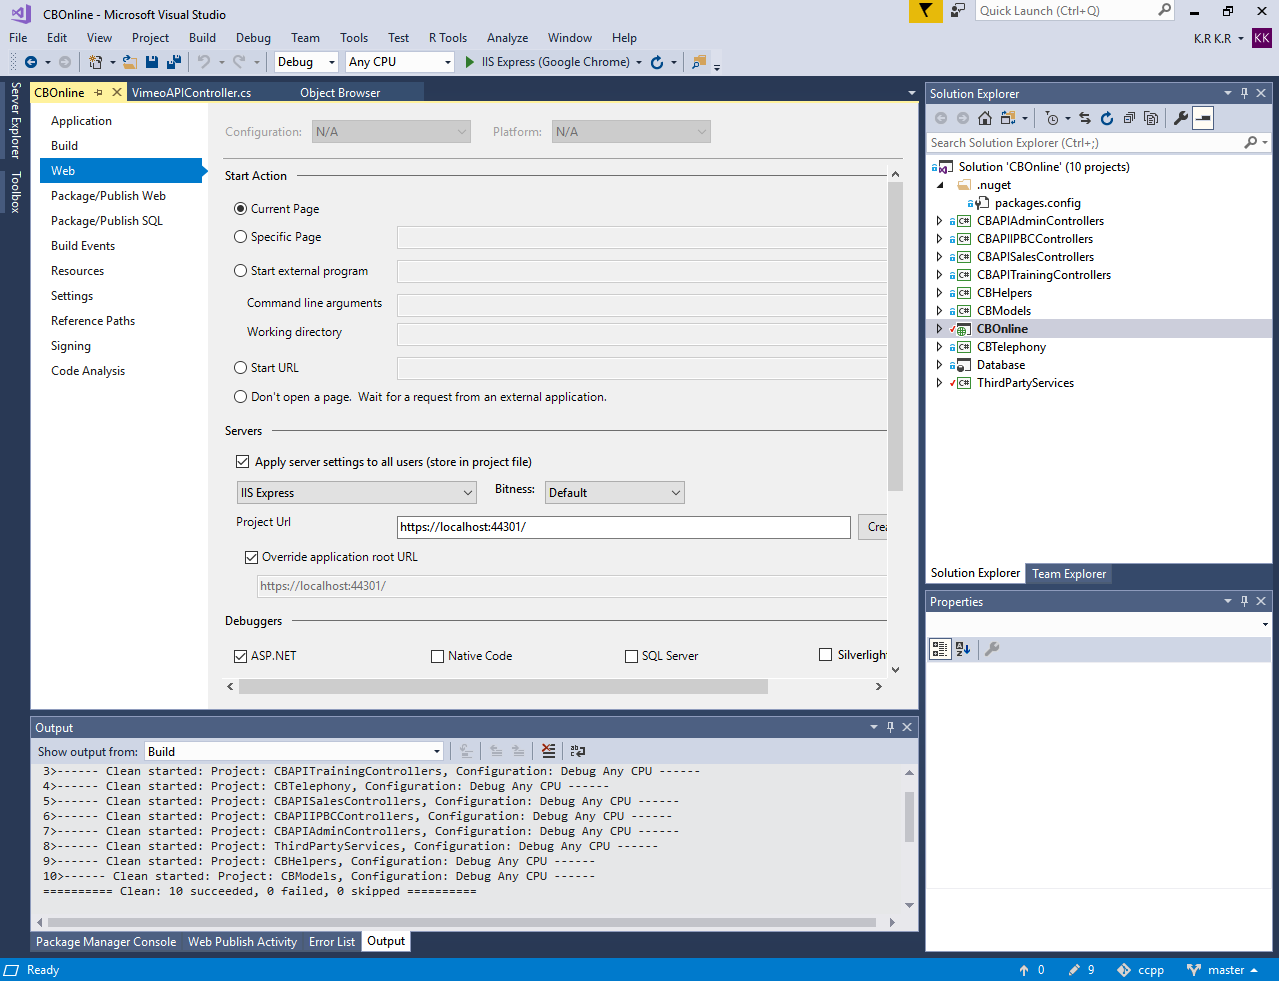 CBOnline - Microsoft Visual Studio
Quick Launch (Ctrl+Q)
File Edit View Project Build Debug Team Tools Test R Tools Analyze Window Help
K.R K.R KK
Debug Any CPU IIS Express (Google Chrome)
Server Explorer
Toolbox
CBOnline VimeoAPIController.cs Object Browser
Application
Build
Web
Package/Publish Web
Package/Publish SQL
Build Events
Resources
Settings
Reference Paths
Signing
Code Analysis
Configuration: N/A Platform: N/A
Start Action
Current Page
Specific Page
Start external program
Command line arguments
Working directory
Start URL
Don't open a page. Wait for a request from an external application.
Servers
Apply server settings to all users (store in project file)
IIS Express Bitness: Default
Project Url https://localhost:44301/ Crea
Override application root URL
https://localhost:44301/
Debuggers
ASP.NET Native Code SQL Server Silverlight
Solution Explorer
Search Solution Explorer (Ctrl+;)
Solution 'CBOnline' (10 projects)
.nuget
packages.config
C# CBAPIAdminControllers
C# CBAPIIPBCControllers
C# CBAPISalesControllers
C# CBAPITrainingControllers
C# CBHelpers
C# CBModels
CBOnline
C# CBTelephony
Database
C# ThirdPartyServices
Solution Explorer Team Explorer
Properties
Output
Show output from: Build
3>------ Clean started: Project: CBAPITrainingControllers, Configuration: Debug Any CPU ------
4>------ Clean started: Project: CBTelephony, Configuration: Debug Any CPU ------
5>------ Clean started: Project: CBAPISalesControllers, Configuration: Debug Any CPU ------
6>------ Clean started: Project: CBAPIIPBCControllers, Configuration: Debug Any CPU ------
7>------ Clean started: Project: CBAPIAdminControllers, Configuration: Debug Any CPU ------
8>------ Clean started: Project: ThirdPartyServices, Configuration: Debug Any CPU ------
9>------ Clean started: Project: CBHelpers, Configuration: Debug Any CPU ------
10>------ Clean started: Project: CBModels, Configuration: Debug Any CPU ------
========== Clean: 10 succeeded, 0 failed, 0 skipped ==========
Package Manager Console Web Publish Activity Error List Output
Ready 0 9 ccpp master